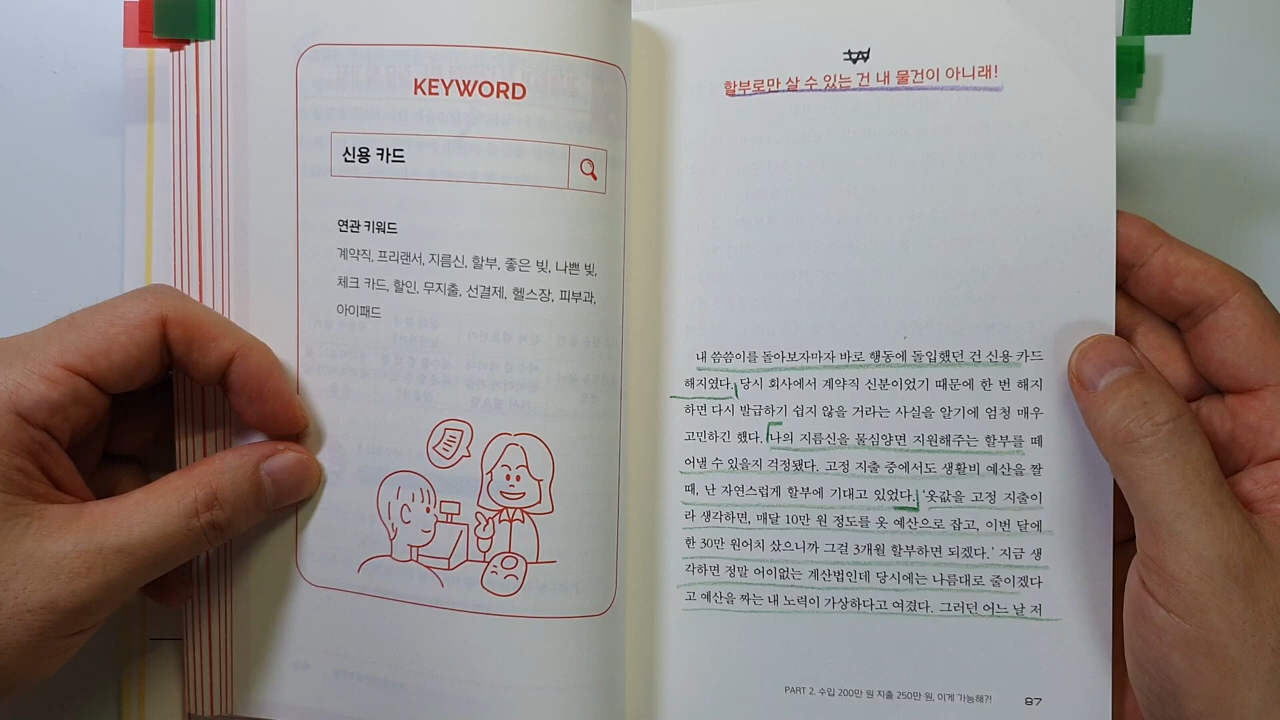 KEYWORD
신용 카드
연관 키워드
계약직, 프리랜서, 지름신, 할부, 좋은 빚, 나쁜 빚,
체크 카드, 할인, 무지출, 선결제, 헬스장, 피부과,
아이패드
₩
할부로만 살 수 있는 건 내 물건이 아니래!
내 씀씀이를 돌아보자마자 바로 행동에 돌입했던 건 신용 카드
해지였다. 당시 회사에서 계약직 신분이었기 때문에 한 번 해지
하면 다시 발급하기 쉽지 않을 거라는 사실을 알기에 엄청 매우
고민하긴 했다. 나의 지름신을 물심양면 지원해주는 할부를 떼
어낼 수 있을지 걱정됐다. 고정 지출 중에서도 생활비 예산을 짤
때, 난 자연스럽게 할부에 기대고 있었다. '옷값을 고정 지출이
라 생각하면, 매달 10만 원 정도를 옷 예산으로 잡고, 이번 달에
한 30만 원어치 샀으니까 그걸 3개월 할부하면 되겠다.' 지금 생
각하면 정말 어이없는 계산법인데 당시에는 나름대로 줄이겠다
고 예산을 짜는 내 노력이 가상하다고 여겼다. 그러던 어느 날 저
PART 2. 수입 200만 원 지출 250만 원, 이게 가능해?!
87